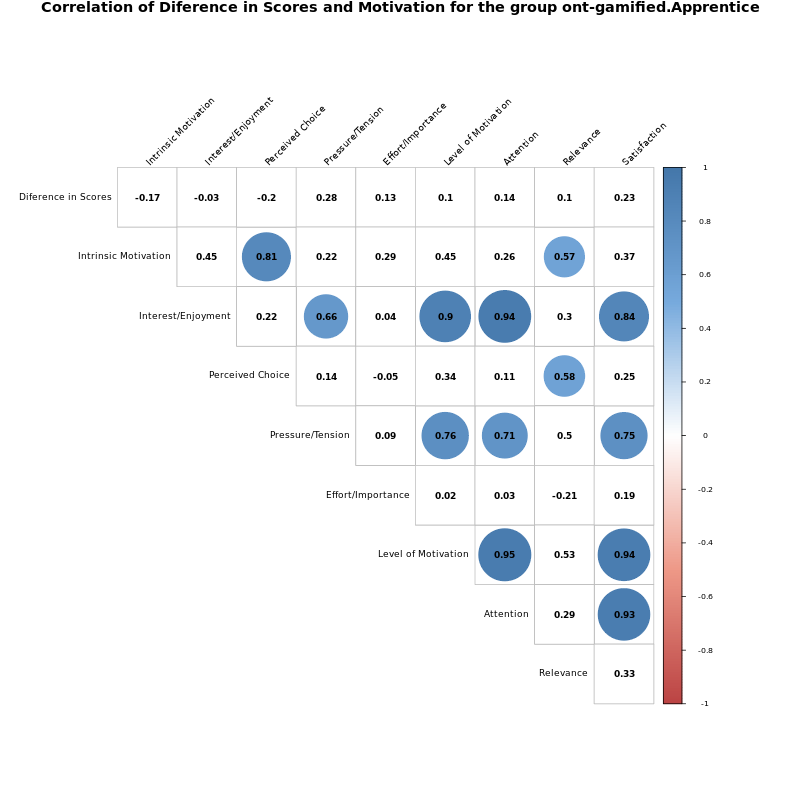 Correlation of Diference in Scores and Motivation for the group ont-gamified.Apprentice
Intrinsic Motivation
Interest/Enjoyment
Perceived Choice
Pressure/Tension
Effort/Importance
Level of Motivation
Attention
Relevance
Satisfaction
Diference in Scores -0.17 -0.03 -0.2 0.28 0.13 0.1 0.14 0.1 0.23
Intrinsic Motivation 0.45 0.81 0.22 0.29 0.45 0.26 0.57 0.37
Interest/Enjoyment 0.22 0.66 0.04 0.9 0.94 0.3 0.84
Perceived Choice 0.14 -0.05 0.34 0.11 0.58 0.25
Pressure/Tension 0.09 0.76 0.71 0.5 0.75
Effort/Importance 0.02 0.03 -0.21 0.19
Level of Motivation 0.95 0.53 0.94
Attention 0.29 0.93
Relevance 0.33
1
0.8
0.6
0.4
0.2
0
-0.2
-0.4
-0.6
-0.8
-1